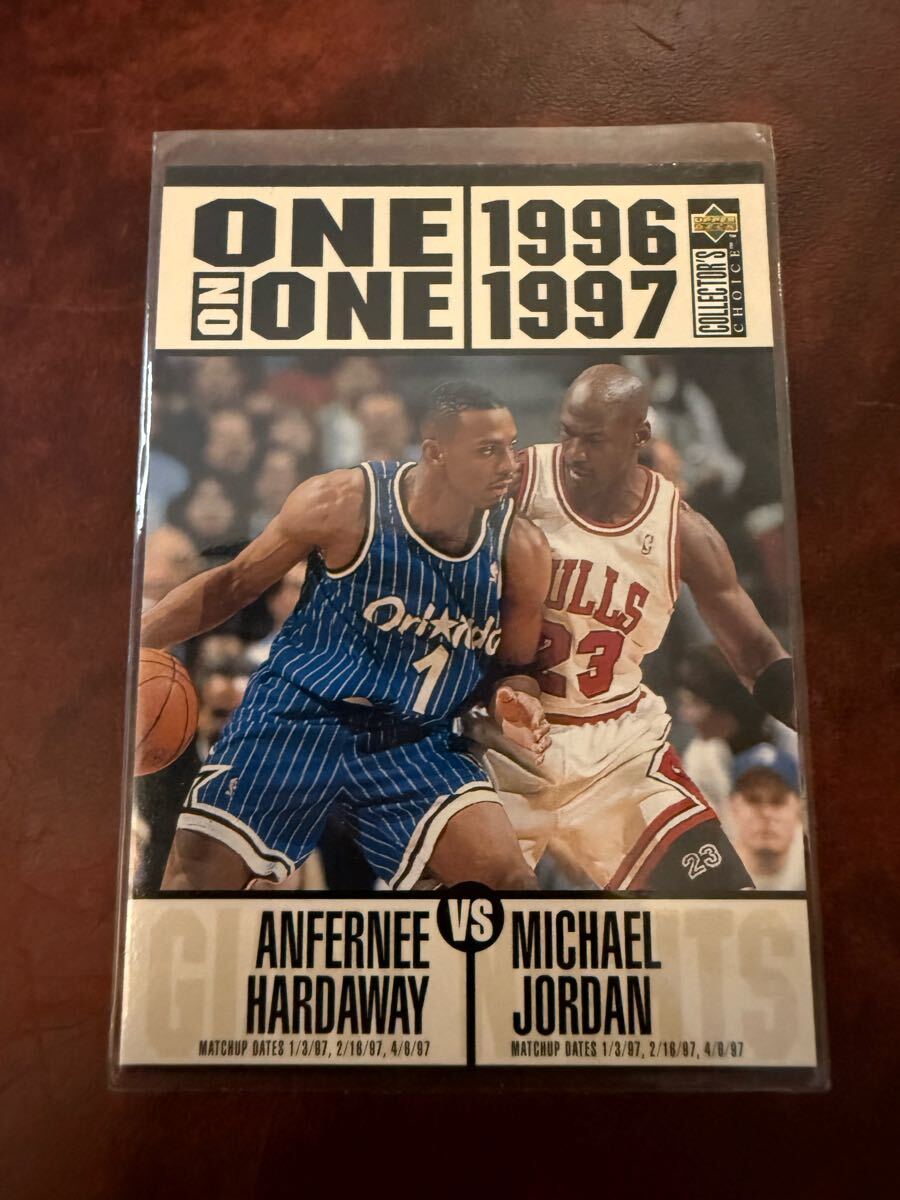 ONE 1996
ON ONE 1997
UPPER DECK
COLLECTOR'S
CHOICE™
Orlando
1
BULLS
23
23
VS
ANFERNEE
HARDAWAY
MATCHUP DATES 1/3/97, 2/16/97, 4/6/97
MICHAEL
JORDAN
MATCHUP DATES 1/3/97, 2/16/97, 4/6/97